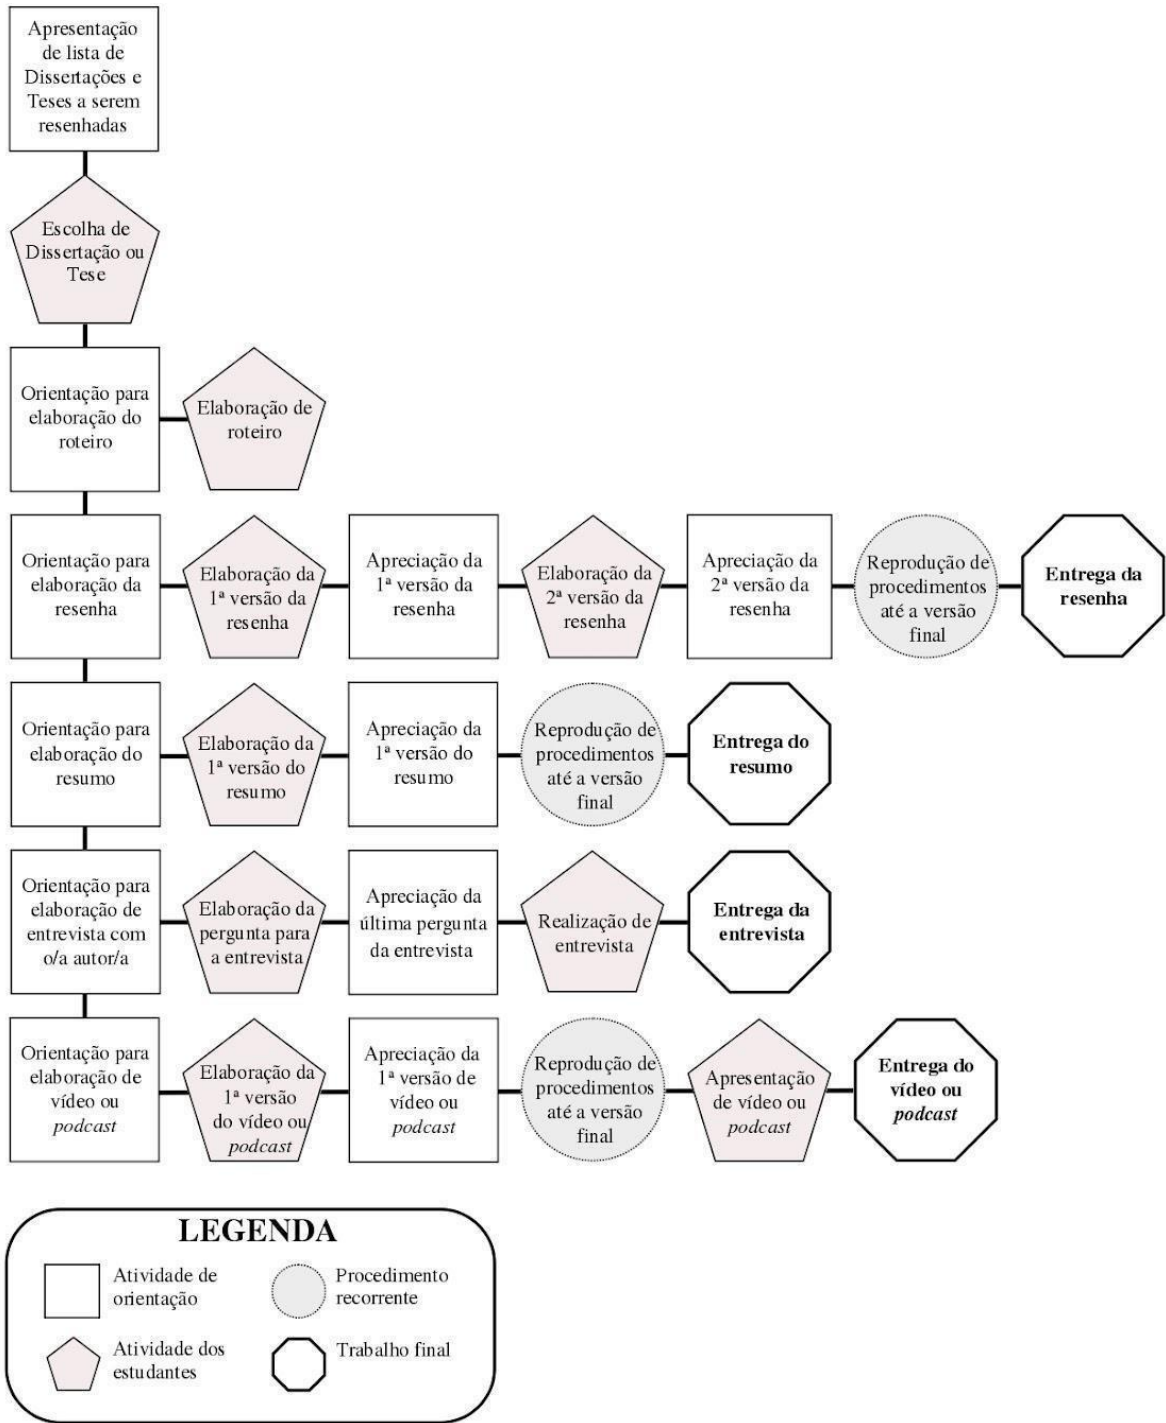 Apresentação
de lista de
Dissertações e
Teses a serem
resenhadas
Escolha de
Dissertação ou
Tese
Orientação para
elaboração do
roteiro
Elaboração de
roteiro
Orientação para
elaboração da
resenha
Elaboração da
1ª versão da
resenha
Apreciação da
1ª versão da
resenha
Elaboração da
2ª versão da
resenha
Apreciação da
2ª versão da
resenha
Reprodução de
procedimentos
até a versão
final
Entrega da
resenha
Orientação para
elaboração do
resumo
Elaboração da
1ª versão do
resumo
Apreciação da
1ª versão do
resumo
Reprodução de
procedimentos
até a versão
final
Entrega do
resumo
Orientação para
elaboração de
entrevista com
o/a autor/a
Elaboração da
pergunta para
a entrevista
Apreciação da
última pergunta
da entrevista
Realização de
entrevista
Entrega da
entrevista
Orientação para
elaboração de
vídeo ou
podcast
Elaboração da
1ª versão
do vídeo ou
podcast
Apreciação da
1ª versão de
vídeo ou
podcast
Reprodução de
procedimentos
até a versão
final
Apresentação
de vídeo ou
podcast
Entrega do
vídeo ou
podcast
LEGENDA
Atividade de
orientação
Procedimento
recorrente
Atividade dos
estudantes
Trabalho final